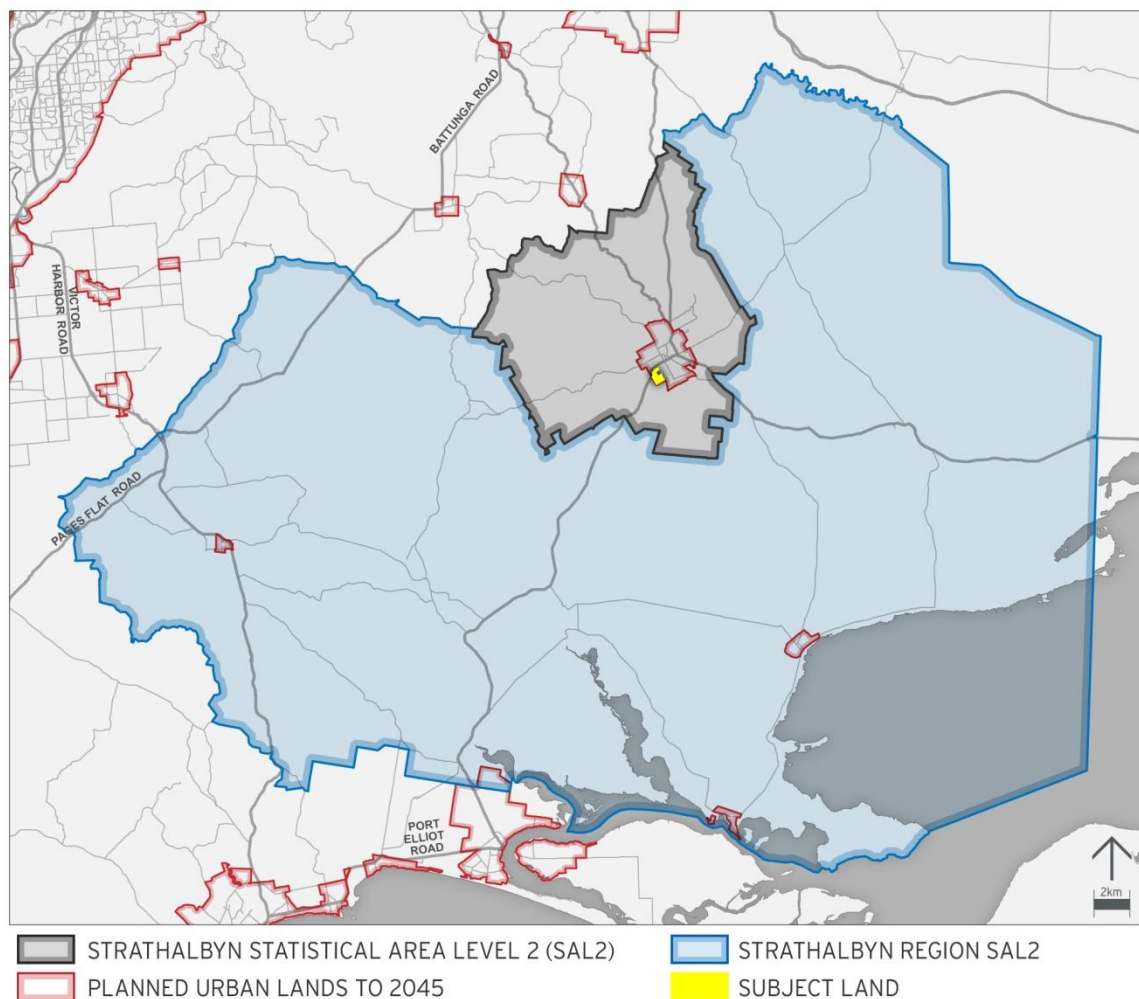 BATTUNGA ROAD
VICTOR
HARBOR ROAD
PAGES FLAT ROAD
PORT
ELLIOT
ROAD
2km
STRATHALBYN STATISTICAL AREA LEVEL 2 (SAL2)
STRATHALBYN REGION SAL2
PLANNED URBAN LANDS TO 2045
SUBJECT LAND